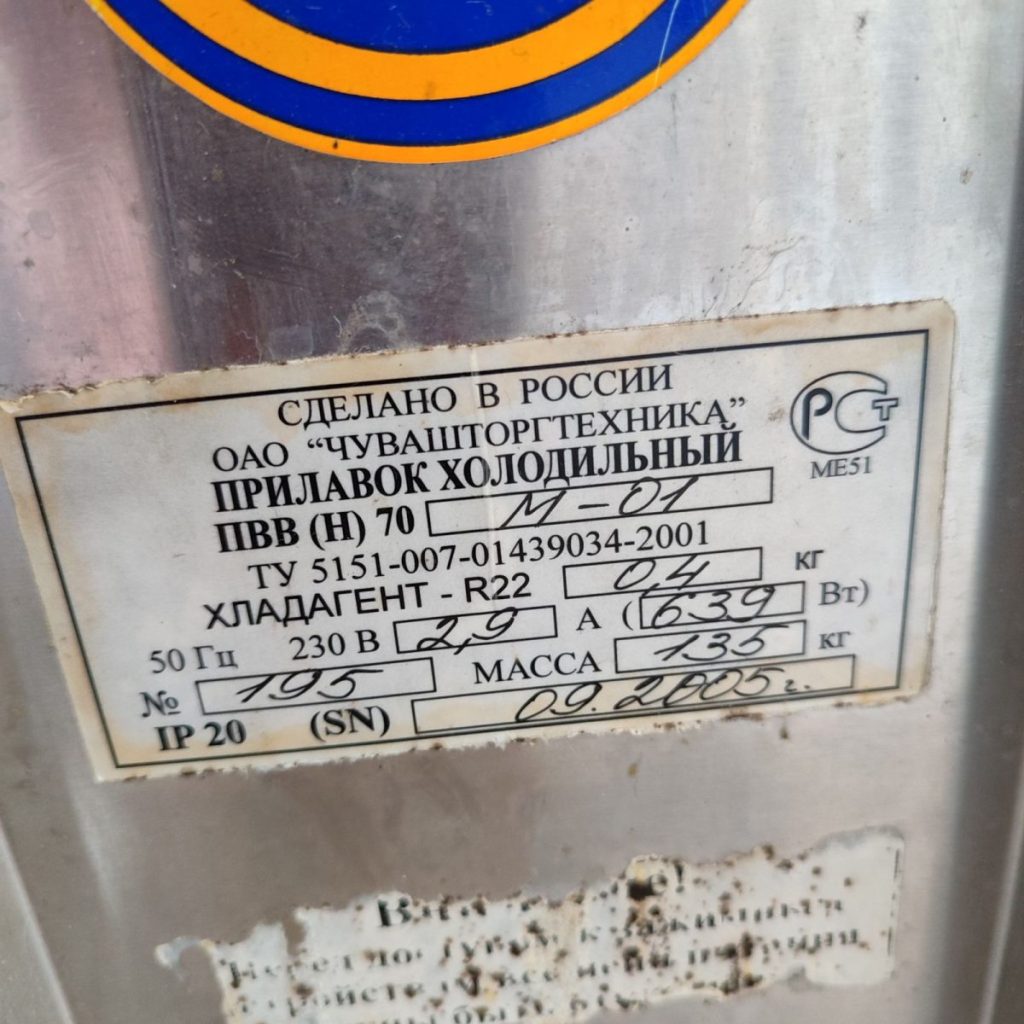 СДЕЛАНО В РОССИИ
ОАО "ЧУВАШТОРГТЕХНИКА"
РСТ
МЕ51
ПРИЛАВОК ХОЛОДИЛЬНЫЙ
ПВВ (Н) 70 М-01
ТУ 5151-007-01439034-2001
ХЛАДАГЕНТ - R22 0,4 кг
50 Гц 230 В 2,9 А (639 Вт)
№ 195 МАССА 135 кг
IP 20 (SN) 09.2005г.